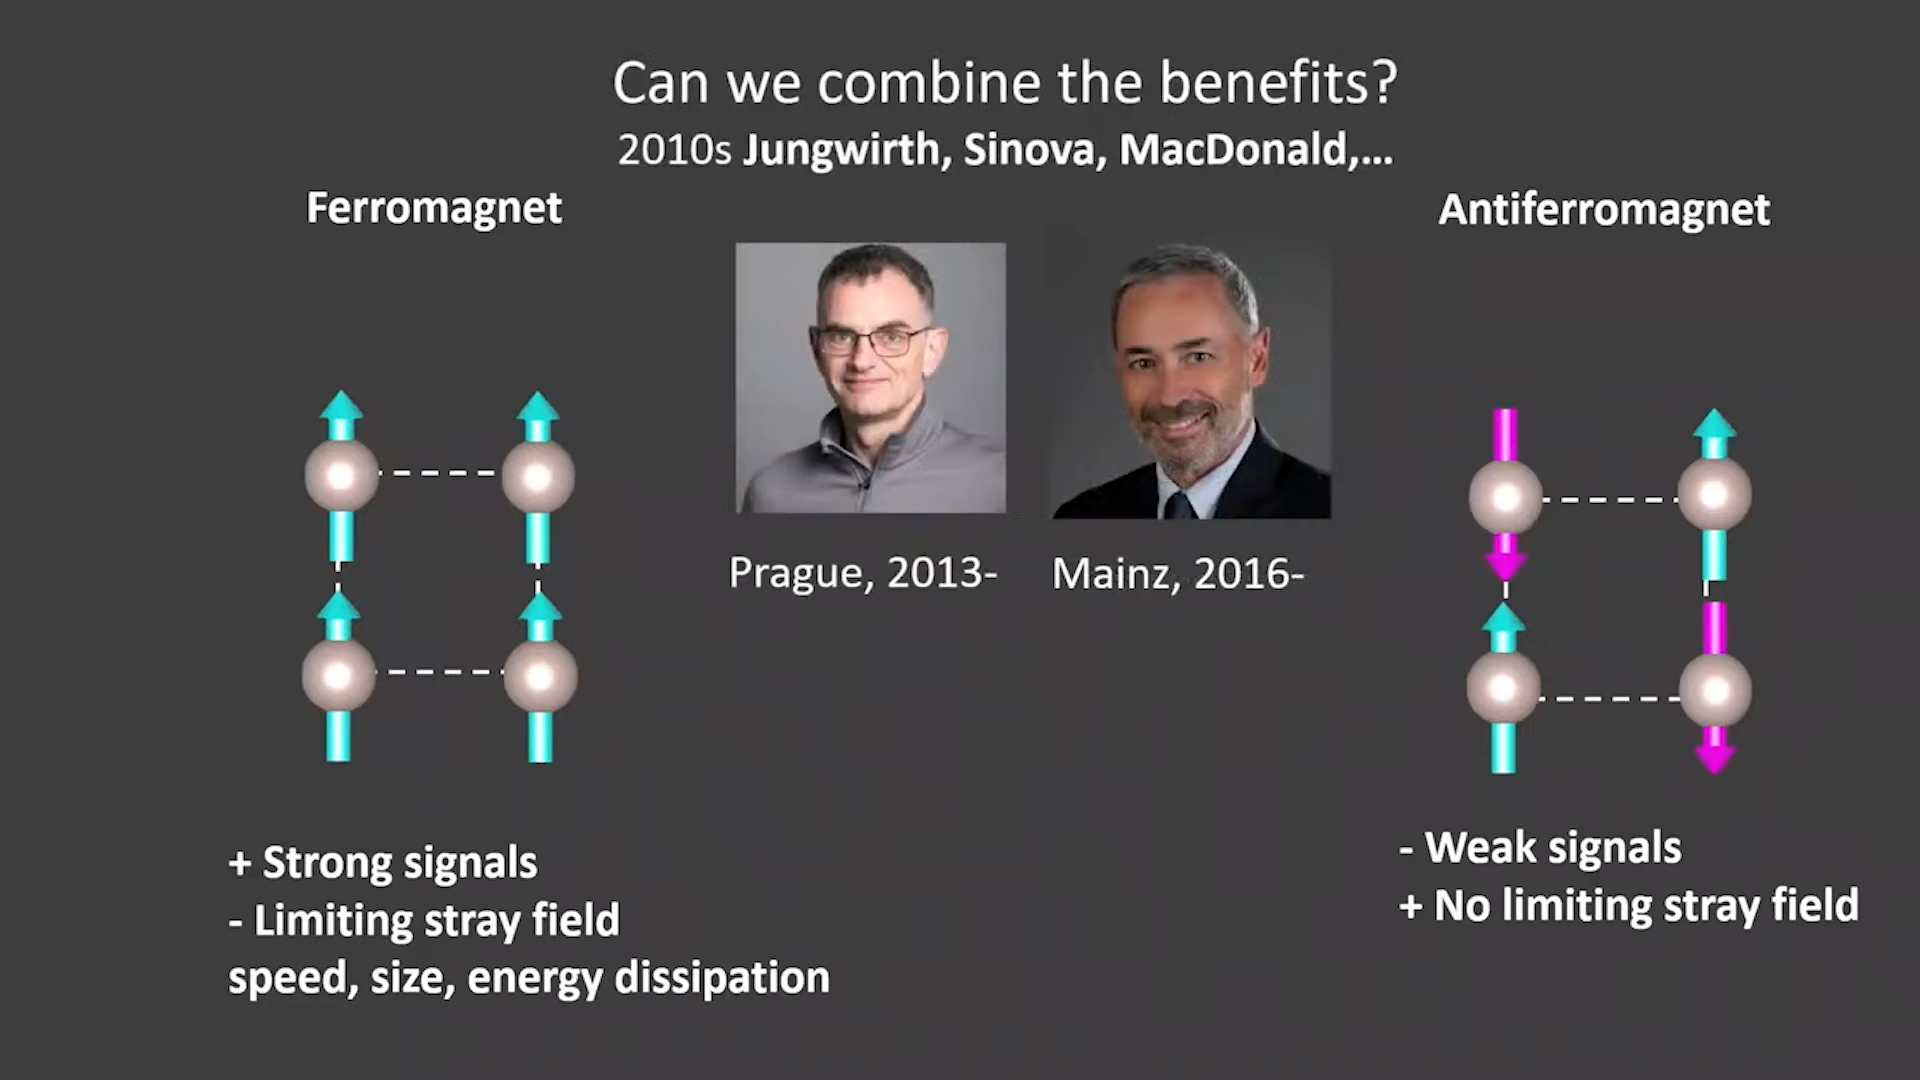 Can we combine the benefits?
2010s Jungwirth, Sinova, MacDonald,...
Ferromagnet
Antiferromagnet
Prague, 2013-
Mainz, 2016-
+ Strong signals
- Limiting stray field
speed, size, energy dissipation
- Weak signals
+ No limiting stray field